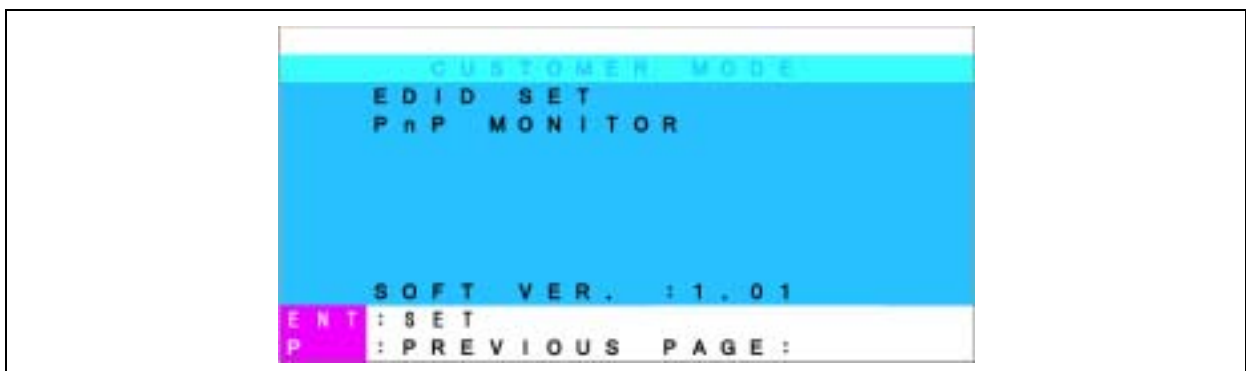 CUSTOMER MODE
EDID SET
PnP MONITOR
SOFT VER. :1.01
ENT:SET
P :PREVIOUS PAGE: